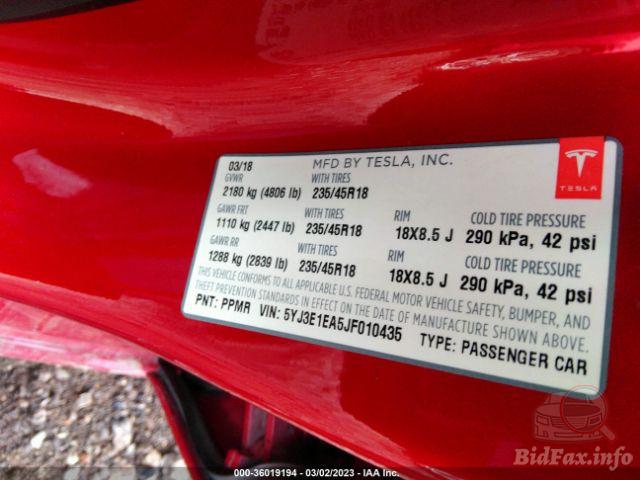 03/18 MFD BY TESLA, INC.
GVWR WITH TIRES
2180 kg (4806 lb) 235/45R18
TESLA
GAWR FRT WITH TIRES RIM COLD TIRE PRESSURE
1110 kg (2447 lb) 235/45R18 18X8.5 J 290 kPa, 42 psi
GAWR RR WITH TIRES RIM COLD TIRE PRESSURE
1288 kg (2839 lb) 235/45R18 18X8.5 J 290 kPa, 42 psi
THIS VEHICLE CONFORMS TO ALL APPLICABLE U.S. FEDERAL MOTOR VEHICLE SAFETY, BUMPER, AND
THEFT PREVENTION STANDARDS IN EFFECT ON THE DATE OF MANUFACTURE SHOWN ABOVE.
PNT: PPMR VIN: 5YJ3E1EA5JF010435 TYPE: PASSENGER CAR
BidFax.info
000-36019194 - 03/02/2023 - IAA Inc.